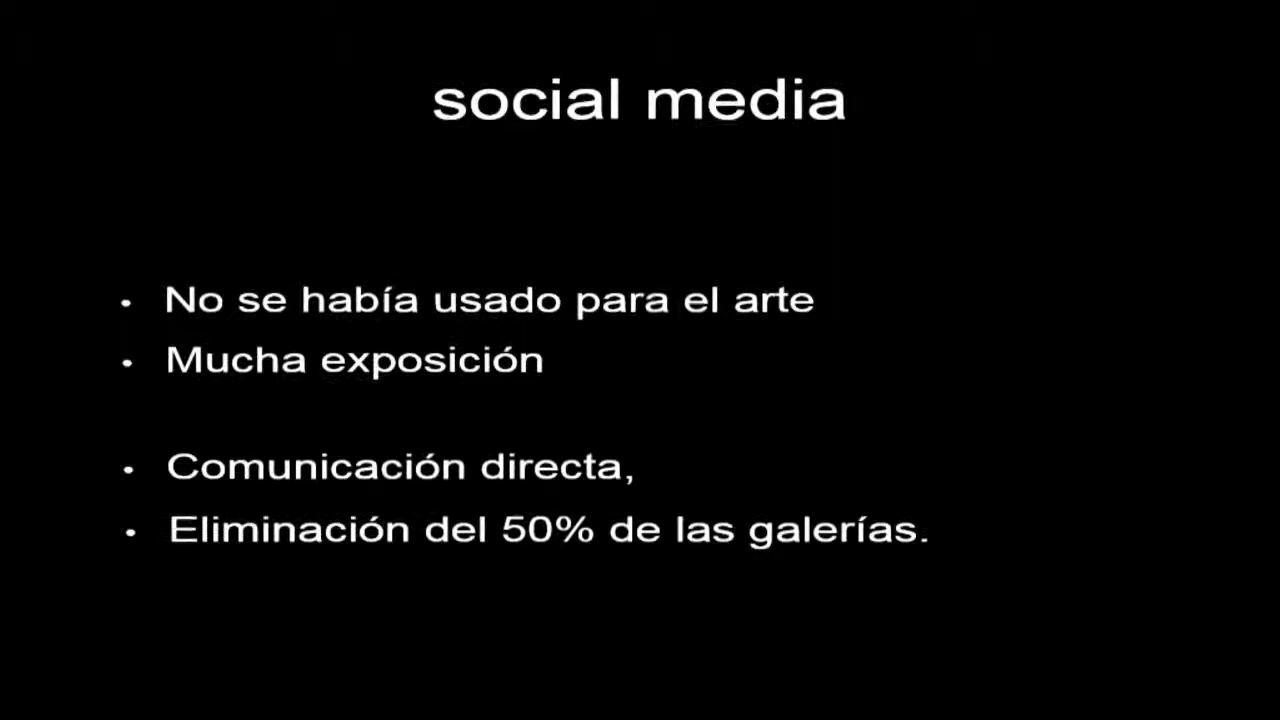 social media
• No se había usado para el arte
• Mucha exposición
• Comunicación directa,
• Eliminación del 50% de las galerías.